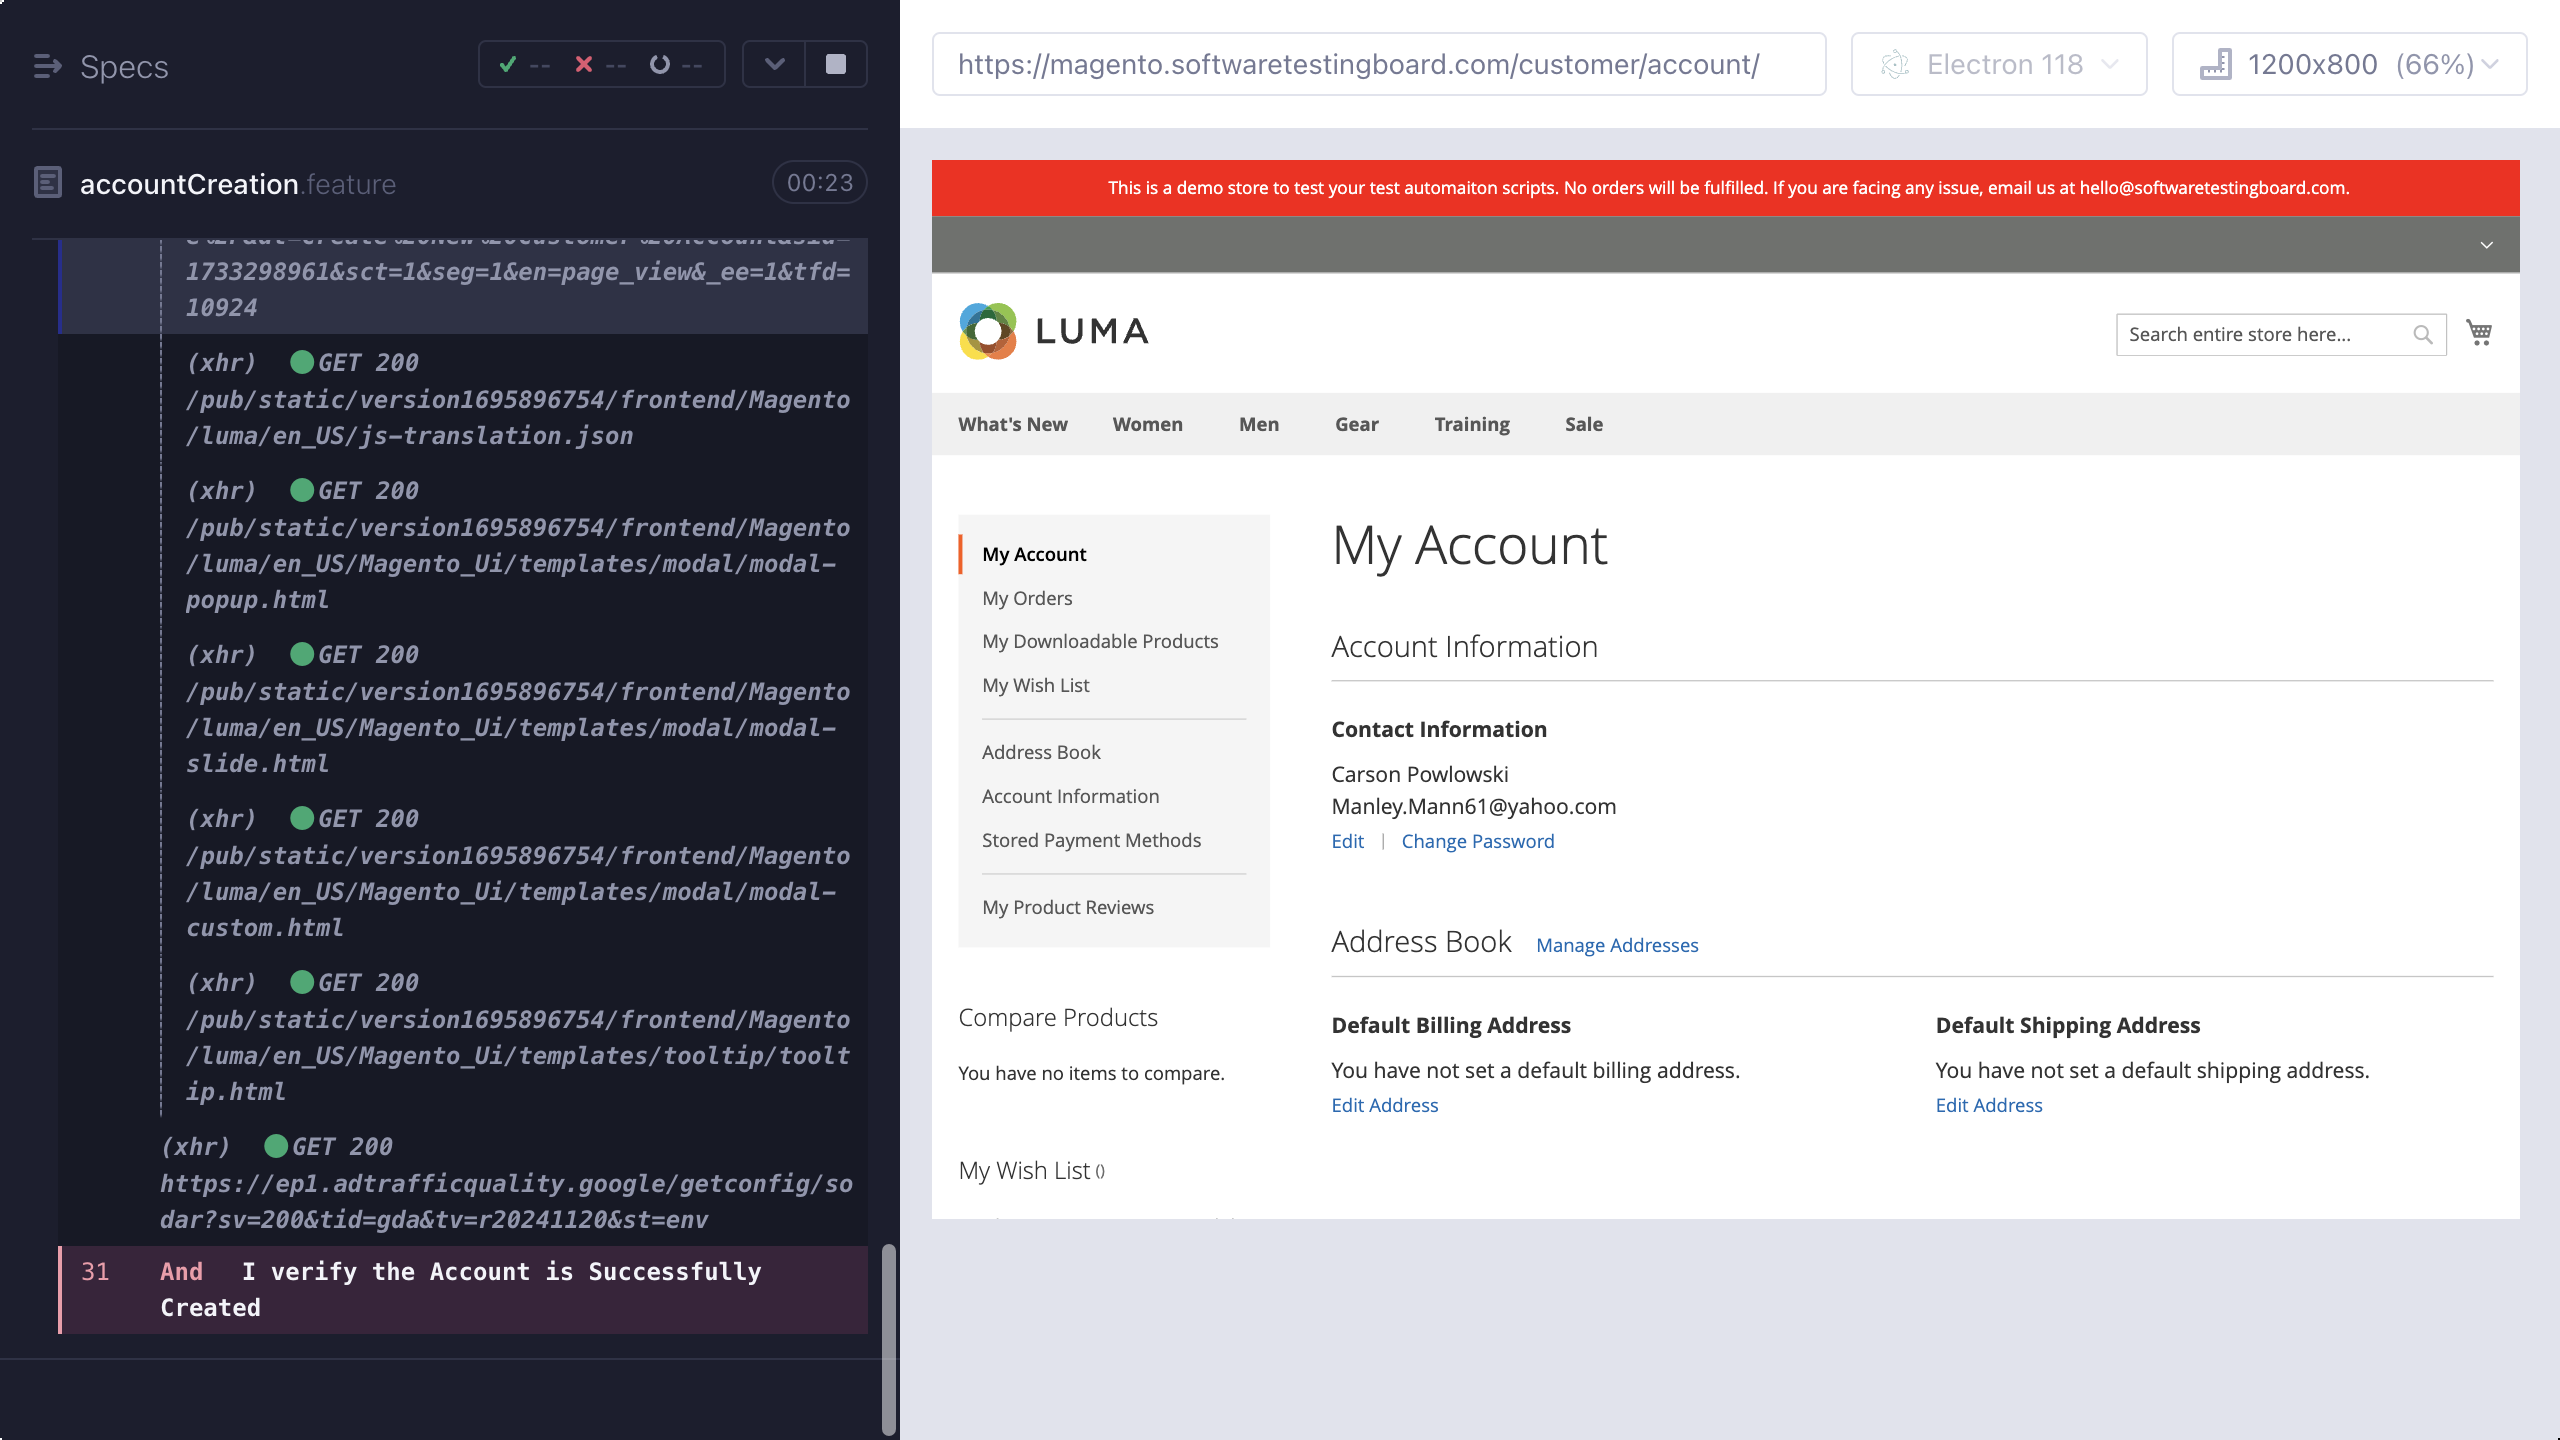 Specs
-- -- --
accountCreation.feature
00:23
1733298961&sct=1&seg=1&en=page_view&_ee=1&tfd=
10924
(xhr) GET 200
/pub/static/version1695896754/frontend/Magento
/luma/en_US/js-translation.json
(xhr) GET 200
/pub/static/version1695896754/frontend/Magento
/luma/en_US/Magento_Ui/templates/modal/modal-
popup.html
(xhr) GET 200
/pub/static/version1695896754/frontend/Magento
/luma/en_US/Magento_Ui/templates/modal/modal-
slide.html
(xhr) GET 200
/pub/static/version1695896754/frontend/Magento
/luma/en_US/Magento_Ui/templates/modal/modal-
custom.html
(xhr) GET 200
/pub/static/version1695896754/frontend/Magento
/luma/en_US/Magento_Ui/templates/tooltip/toolt
ip.html
(xhr) GET 200
https://ep1.adtrafficquality.google/getconfig/so
dar?sv=200&tid=gda&tv=r20241120&st=env
31 And I verify the Account is Successfully
Created
https://magento.softwaretestingboard.com/customer/account/
Electron 118
1200x800 (66%)
This is a demo store to test your test automaiton scripts. No orders will be fulfilled. If you are facing any issue, email us at hello@softwaretestingboard.com.
LUMA
Search entire store here...
What's New Women Men Gear Training Sale
My Account
My Orders
My Downloadable Products
My Wish List
Address Book
Account Information
Stored Payment Methods
My Product Reviews
Compare Products
You have no items to compare.
My Wish List ()
My Account
Account Information
Contact Information
Carson Powlowski
Manley.Mann61@yahoo.com
Edit | Change Password
Address Book Manage Addresses
Default Billing Address
You have not set a default billing address.
Edit Address
Default Shipping Address
You have not set a default shipping address.
Edit Address